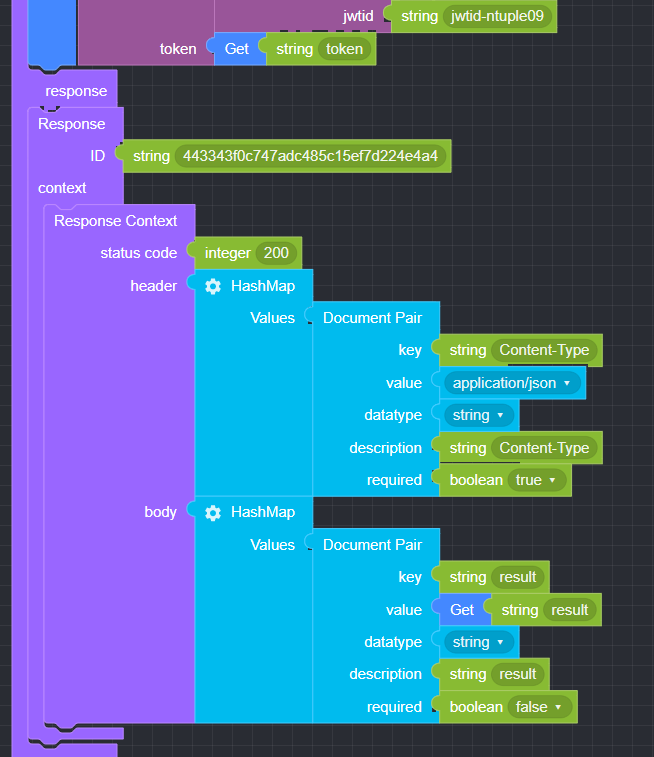 jwtid string jwtid-ntuple09
token Get string token
response
Response
ID string 443343f0c747adc485c15ef7d224e4a4
context
Response Context
status code integer 200
header HashMap
Values Document Pair
key string Content-Type
value application/json
datatype string
description string Content-Type
required boolean true
body HashMap
Values Document Pair
key string result
value Get string result
datatype string
description string result
required boolean false